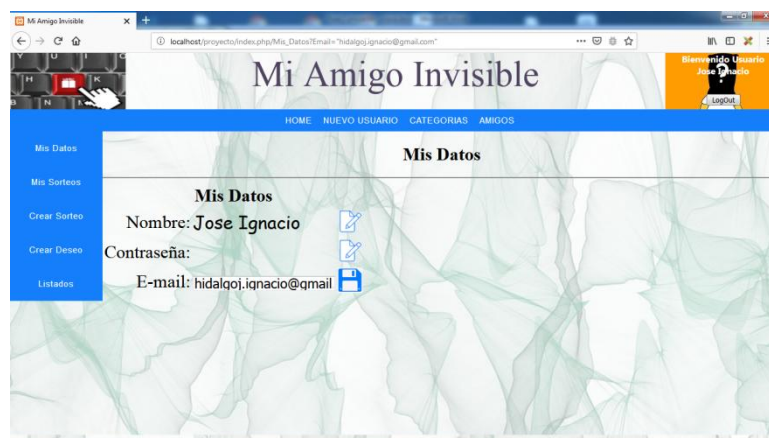 Mi Amigo Invisible
localhost/proyecto/index.php/Mis_Datos?Email="hidalgoj.ignacio@gmail.com"
Y U I
H K
B N
Mi Amigo Invisible
Bienvenido Usuario
Jose Ignacio
LogOut
HOME NUEVO USUARIO CATEGORIAS AMIGOS
Mis Datos
Mis Sorteos
Crear Sorteo
Crear Deseo
Listados
Mis Datos
Mis Datos
Nombre: Jose Ignacio
Contraseña:
E-mail: hidalgoj.ignacio@gmail